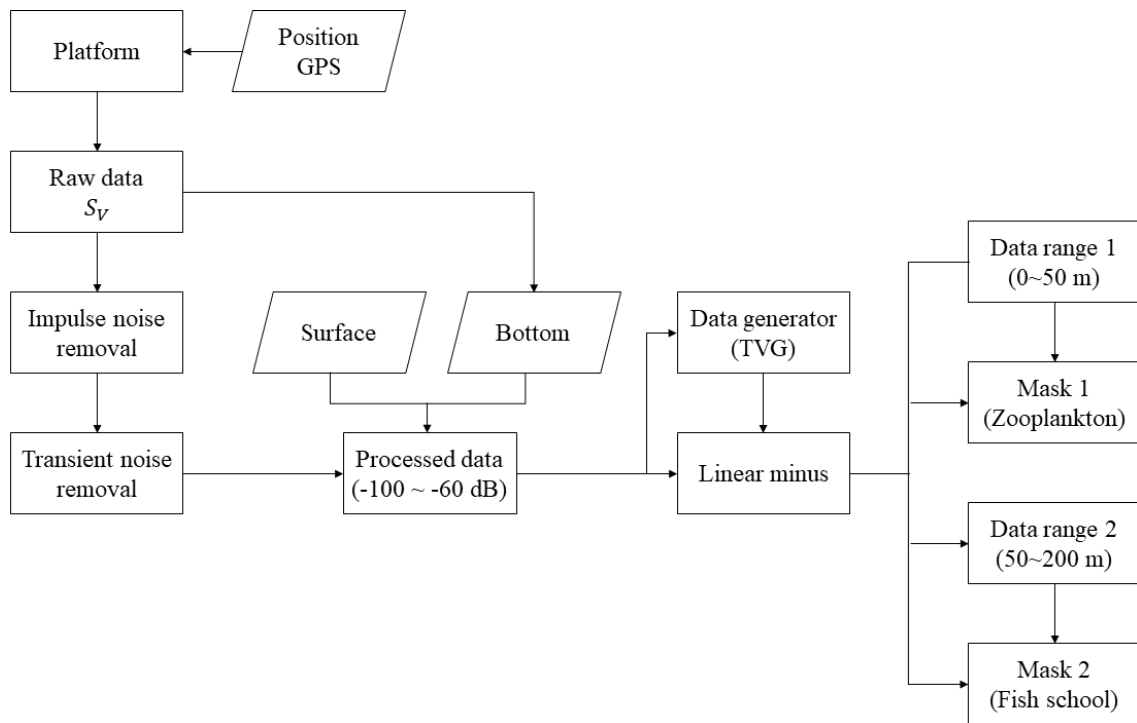 Platform
Position
GPS
Raw data
S_V
Data range 1
(0~50 m)
Impulse noise
removal
Surface
Bottom
Data generator
(TVG)
Mask 1
(Zooplankton)
Transient noise
removal
Processed data
(-100 ~ -60 dB)
Linear minus
Data range 2
(50~200 m)
Mask 2
(Fish school)